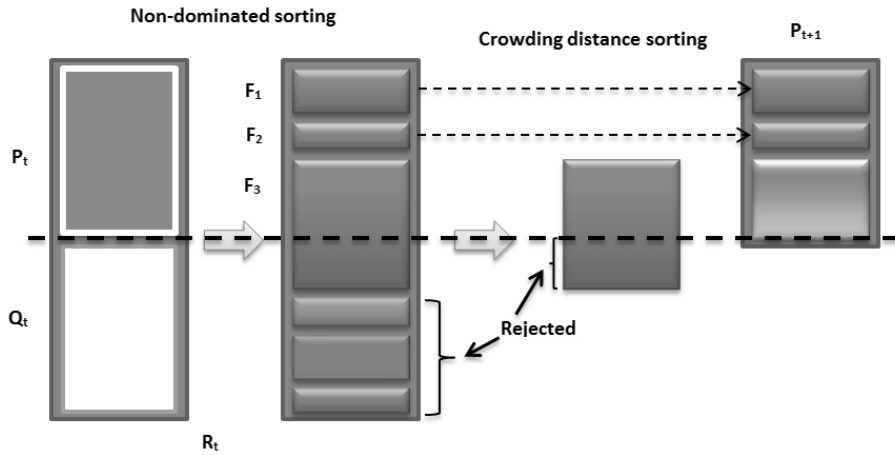 Non-dominated sorting
Crowding distance sorting
Pₜ₊₁
F₁
F₂
Pₜ
F₃
Qₜ
Rejected
Rₜ